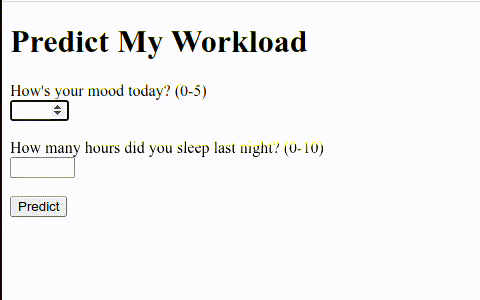 Predict My Workload
How's your mood today? (0-5)
How many hours did you sleep last night? (0-10)
Predict